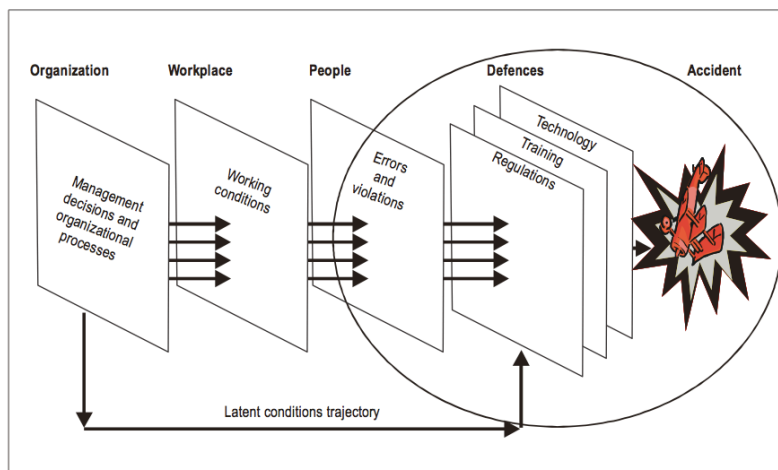 Organization
Workplace
People
Defences
Accident
Management
decisions and
organizational
processes
Working
conditions
Errors
and
violations
Technology
Training
Regulations
Latent conditions trajectory